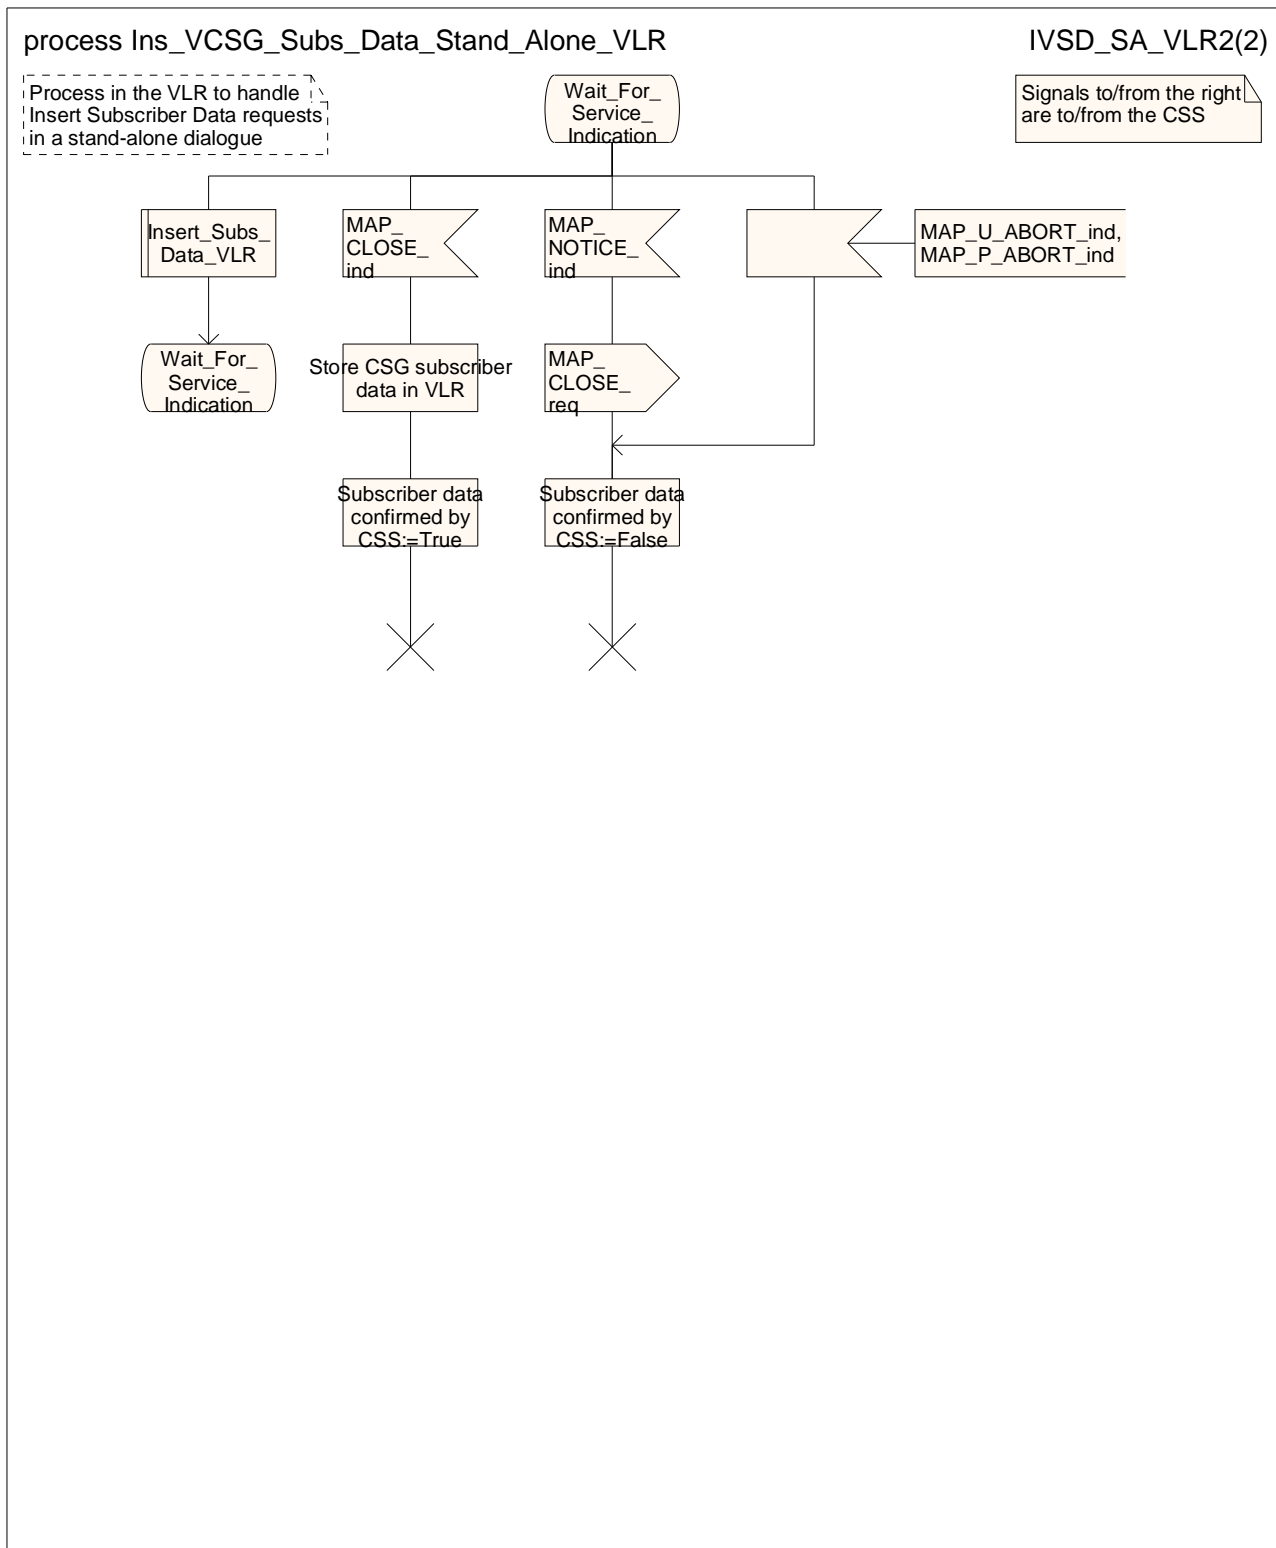 process Ins_VCSG_Subs_Data_Stand_Alone_VLR
IVSD_SA_VLR2(2)
Process in the VLR to handle
Insert Subscriber Data requests
in a stand-alone dialogue
Wait_For_
Service_
Indication
Signals to/from the right
are to/from the CSS
Insert_Subs_
Data_VLR
MAP_
CLOSE_
ind
MAP_
NOTICE_
ind
MAP_U_ABORT_ind,
MAP_P_ABORT_ind
Wait_For_
Service_
Indication
Store CSG subscriber
data in VLR
MAP_
CLOSE_
req
Subscriber data
confirmed by
CSS:=True
Subscriber data
confirmed by
CSS:=False